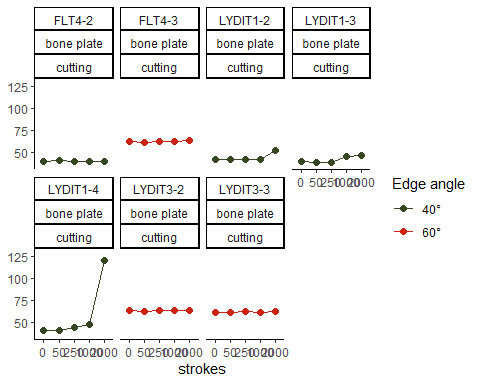 FLT4-2 FLT4-3 LYDIT1-2 LYDIT1-3
bone plate bone plate bone plate bone plate
cutting cutting cutting cutting
125
100
75
50
0 50 250 1000 2000
LYDIT1-4 LYDIT3-2 LYDIT3-3
bone plate bone plate bone plate
cutting cutting cutting
125
100
75
50
0 50 250 1000 2000 0 50 250 1000 2000 0 50 250 1000 2000
strokes
Edge angle
40°
60°